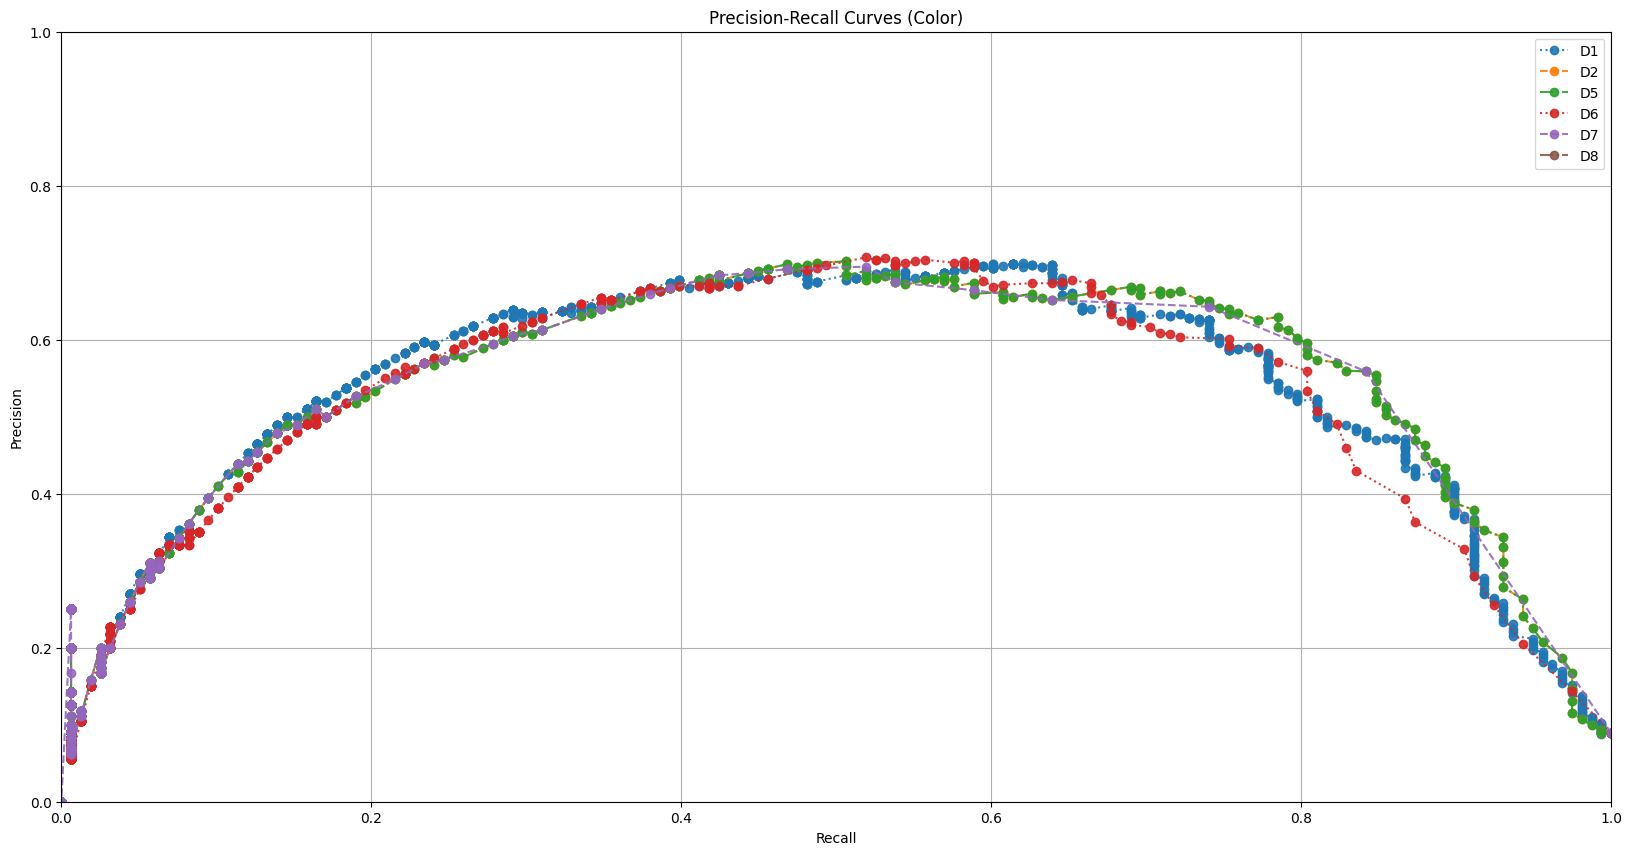 Precision-Recall Curves (Color)
1.0
0.8
0.6
0.4
0.2
0.0
Precision
D1
D2
D5
D6
D7
D8
0.0 0.2 0.4 0.6 0.8 1.0
Recall